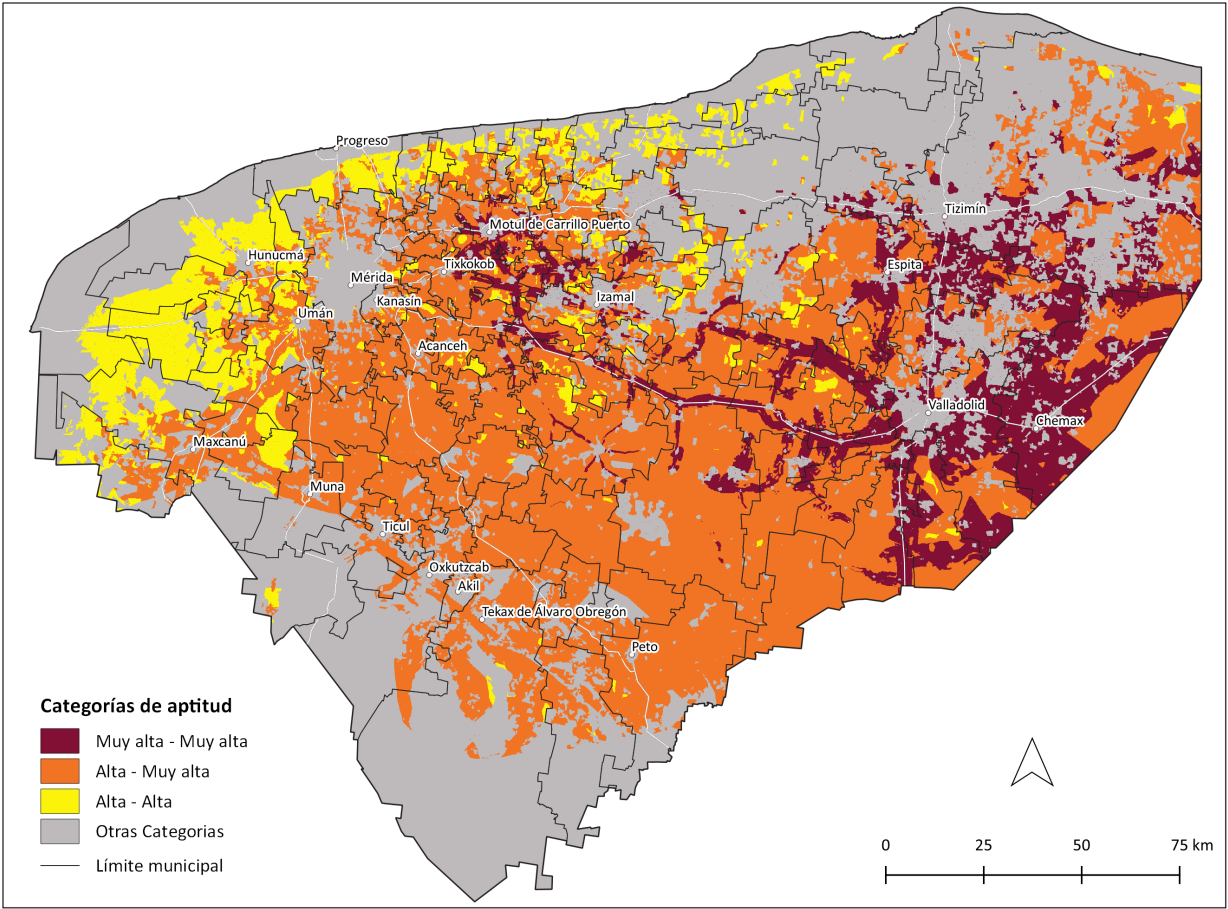 Progreso
Tizimín
Motul de Carrillo Puerto
Hunucmá
Tixkokob
Espita
Mérida
Kanasín
Izamal
Umán
Acanceh
Valladolid
Chemax
Maxcanú
Muna
Ticul
Oxkutzcab
Akil
Tekax de Álvaro Obregón
Peto
Categorías de aptitud
Muy alta - Muy alta
Alta - Muy alta
Alta - Alta
Otras Categorias
Límite municipal
0 25 50 75 km